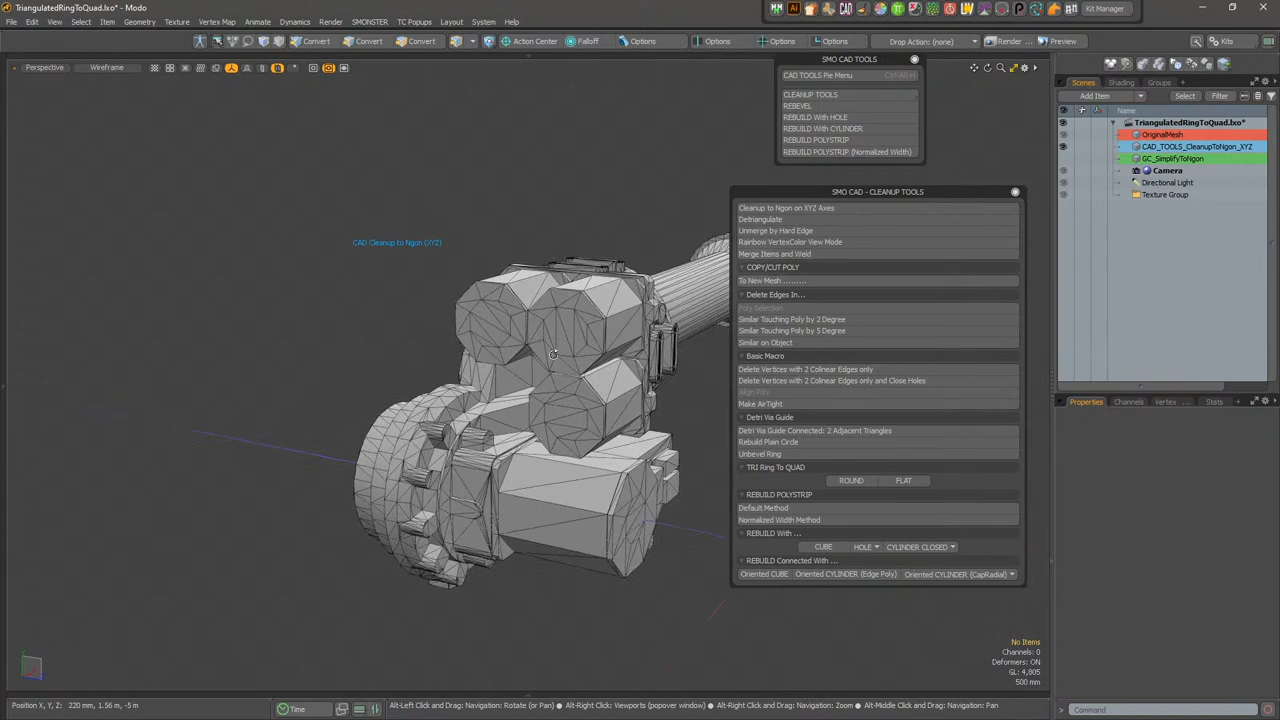 TriangulatedRingToQuad.lxo* - Modo
File Edit View Select Item Geometry Texture Vertex Map Animate Dynamics Render SMONSTER TC Popups Layout System Help
Kit Manager
Convert Convert Convert Action Center Falloff Options Options Options Options Drop Action: (none) Render ... Preview Kits
Perspective Wireframe
CAD Cleanup to Ngon (XYZ)
SMO CAD TOOLS
CAD TOOLS Pie Menu Ctrl-Alt-H
CLEANUP TOOLS
REBEVEL
REBUILD With HOLE
REBUILD With CYLINDER
REBUILD POLYSTRIP
REBUILD POLYSTRIP (Normalized Width)
SMO CAD - CLEANUP TOOLS
Cleanup to Ngon on XYZ Axes
Detriangulate
Unmerge by Hard Edge
Rainbow VertexColor View Mode
Merge Items and Weld
COPY/CUT POLY
To New Mesh .........
Delete Edges In...
Poly Selection
Similar Touching Poly by 2 Degree
Similar Touching Poly by 5 Degree
Similar on Object
Basic Macro
Delete Vertices with 2 Colinear Edges only
Delete Vertices with 2 Colinear Edges only and Close Holes
Align Poly
Make AirTight
Detri Via Guide
Detri Via Guide Connected: 2 Adjacent Triangles
Rebuild Plain Circle
Unbevel Ring
TRI Ring To QUAD
ROUND FLAT
REBUILD POLYSTRIP
Default Method
Normalized Width Method
REBUILD With ...
CUBE HOLE CYLINDER CLOSED
REBUILD Connected With ...
Oriented CUBE Oriented CYLINDER (Edge Poly) Oriented CYLINDER (CapRadial)
No Items
Channels: 0
Deformers: ON
GL: 4,805
500 mm
Scenes Shading Groups
Add Item Select Filter
Name
TriangulatedRingToQuad.lxo*
OriginalMesh
CAD_TOOLS_CleanupToNgon_XYZ
GC_SimplifyToNgon
Camera
Directional Light
Texture Group
Properties Channels Vertex ... Stats
Position X, Y, Z: 220 mm, 1.56 m, -5 m Time Alt-Left Click and Drag: Navigation: Rotate (or Pan) Alt-Right Click: Viewports (popover window) Alt-Right Click and Drag: Navigation: Zoom Alt-Middle Click and Drag: Navigation: Pan Command